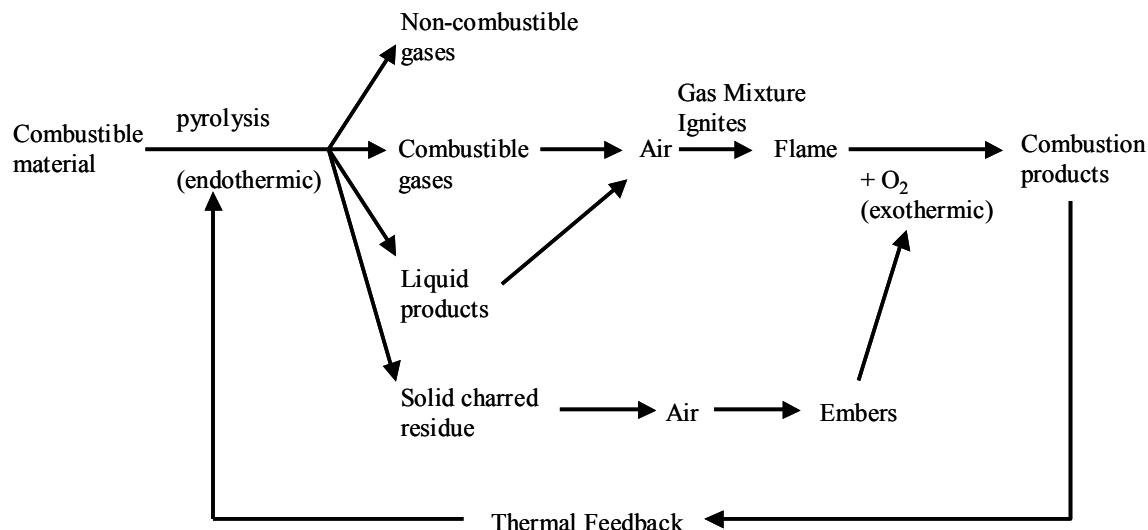 Non-combustible
gases
Gas Mixture
Ignites
pyrolysis
Combustible
material
Combustible
gases
Air
Flame
Combustion
products
(endothermic)
+ O₂
(exothermic)
Liquid
products
Solid charred
residue
Air
Embers
Thermal Feedback